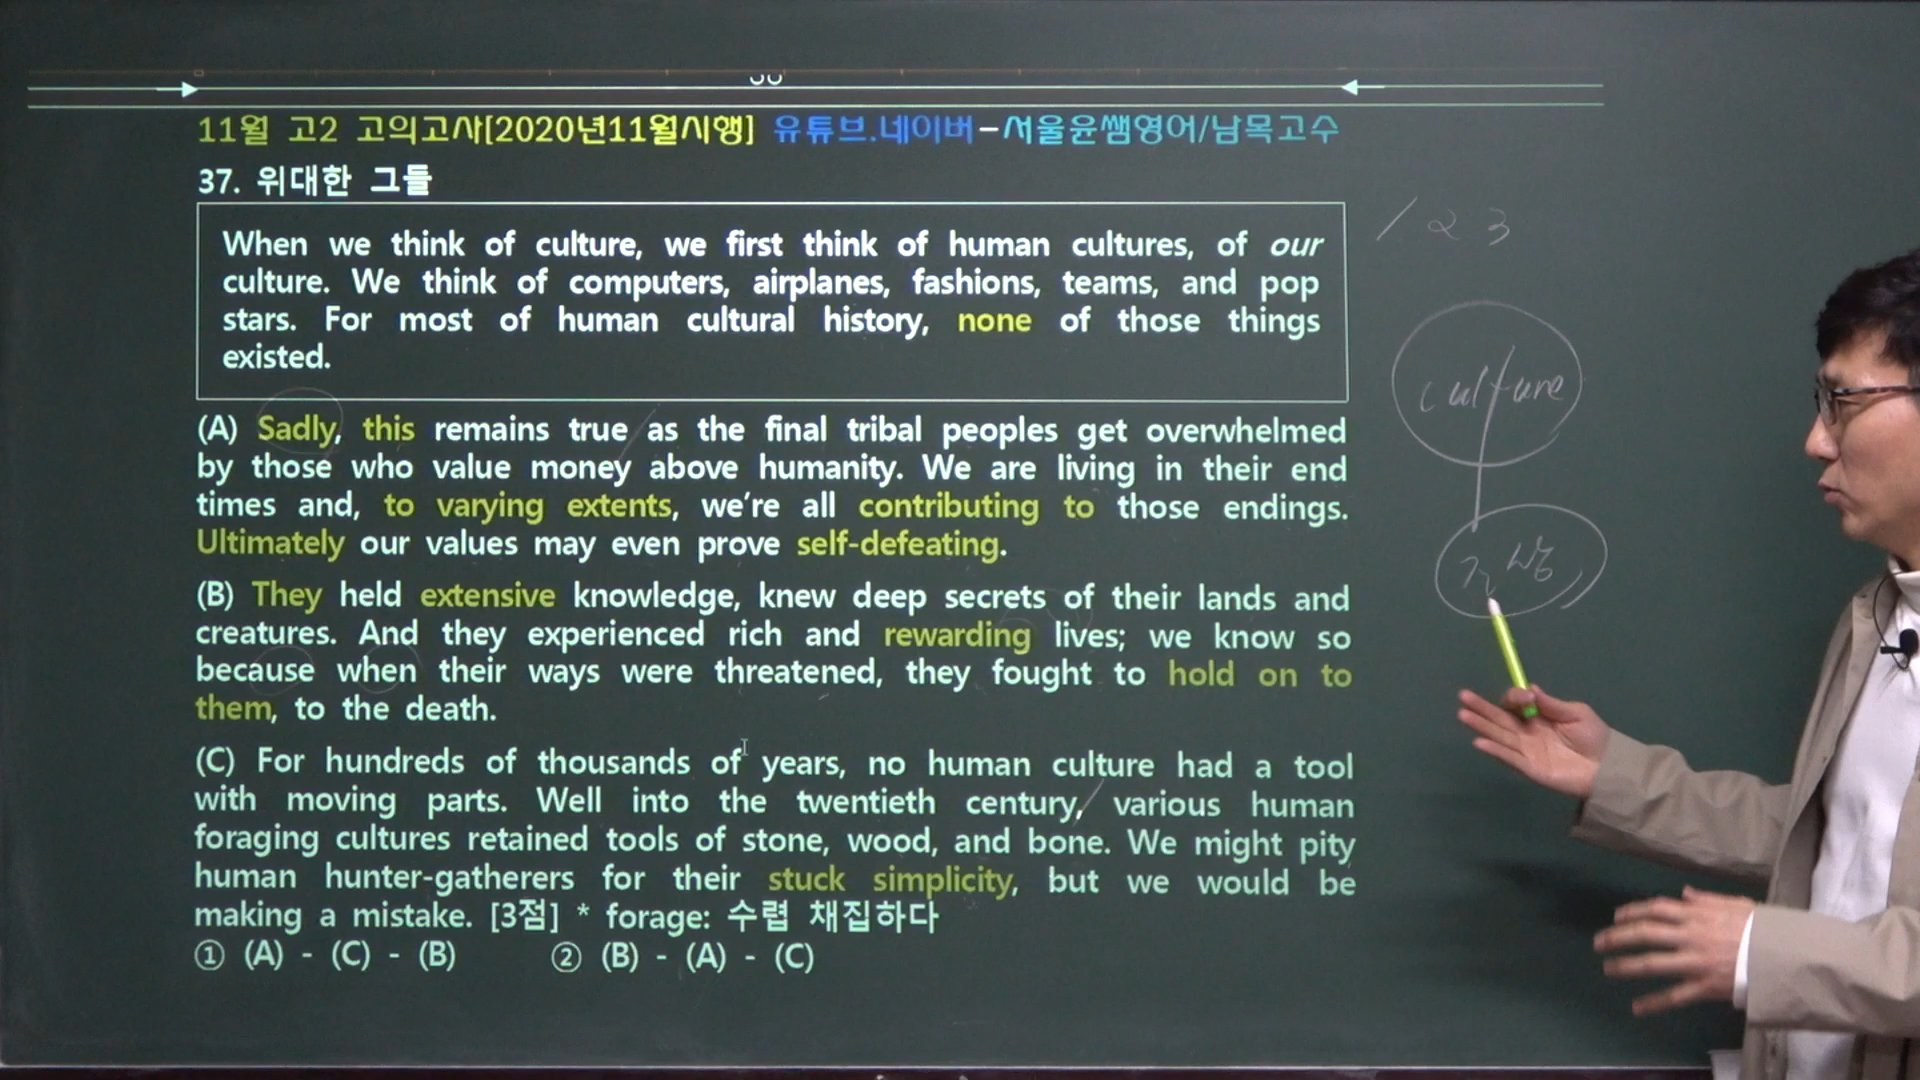 11월 고2 고의고사[2020년11월시행] 유튜브.네이버-서울윤쌤영어/남목고수
37. 위대한 그들
When we think of culture, we first think of human cultures, of our
culture. We think of computers, airplanes, fashions, teams, and pop
stars. For most of human cultural history, none of those things
existed.
(A) Sadly, this remains true as the final tribal peoples get overwhelmed
by those who value money above humanity. We are living in their end
times and, to varying extents, we're all contributing to those endings.
Ultimately our values may even prove self-defeating.
(B) They held extensive knowledge, knew deep secrets of their lands and
creatures. And they experienced rich and rewarding lives; we know so
because when their ways were threatened, they fought to hold on to
them, to the death.
(C) For hundreds of thousands of years, no human culture had a tool
with moving parts. Well into the twentieth century, various human
foraging cultures retained tools of stone, wood, and bone. We might pity
human hunter-gatherers for their stuck simplicity, but we would be
making a mistake. [3점] * forage: 수렵 채집하다
① (A) - (C) - (B) ② (B) - (A) - (C)
1 2 3
culture